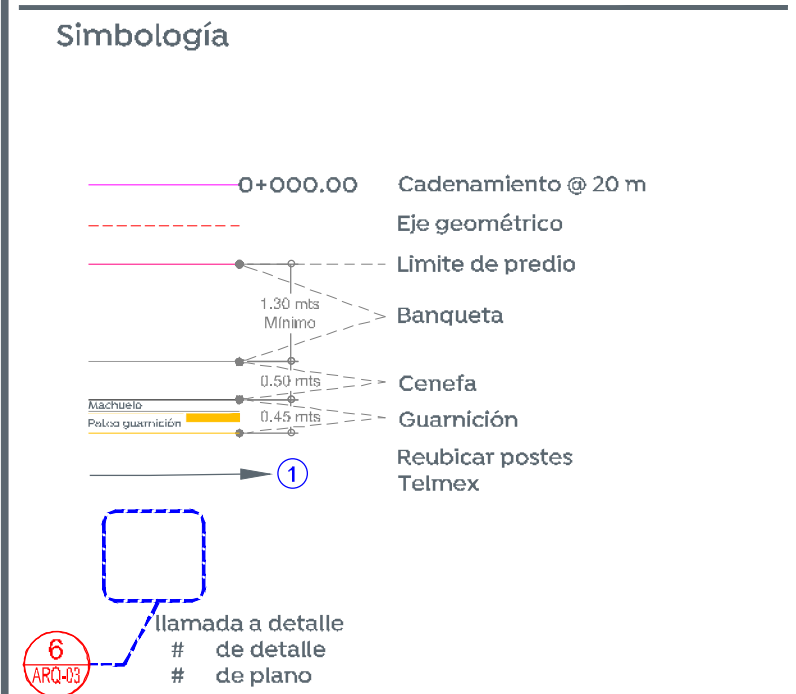 Simbología
0+000.00 Cadenamiento @ 20 m
Eje geométrico
Limite de predio
1.30 mts
Mínimo
Banqueta
0.50 mts Cenefa
Machuelo
Patea guarnición 0.45 mts Guarnición
1 Reubicar postes
Telmex
llamada a detalle
# de detalle
# de plano
6
ARQ-03